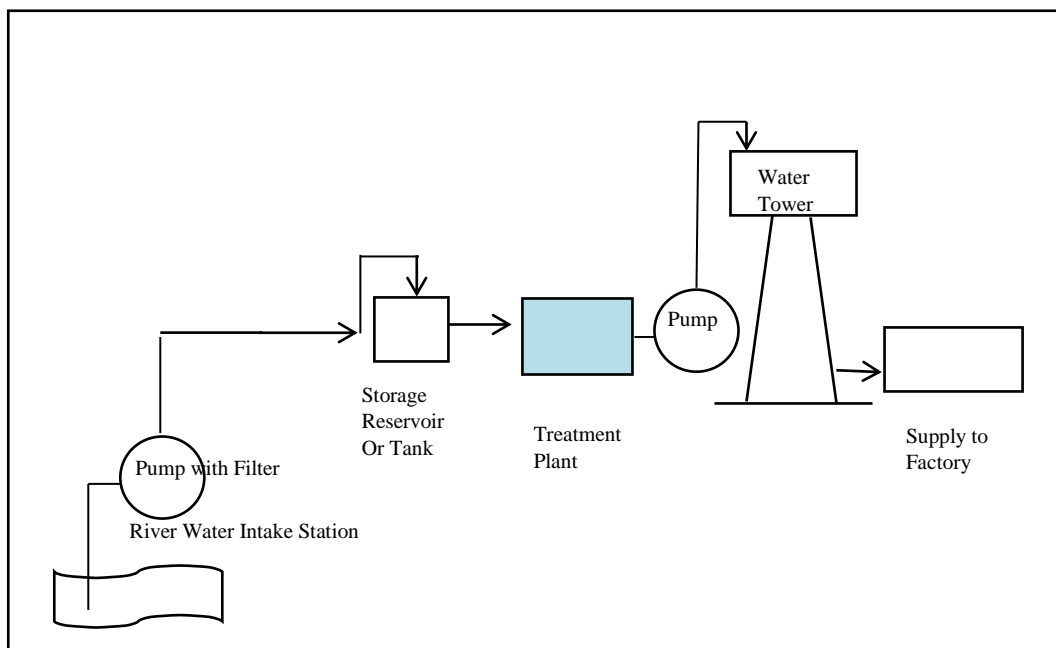 Water
Tower
Pump
Storage
Reservoir
Or Tank
Treatment
Plant
Supply to
Factory
Pump with Filter
River Water Intake Station